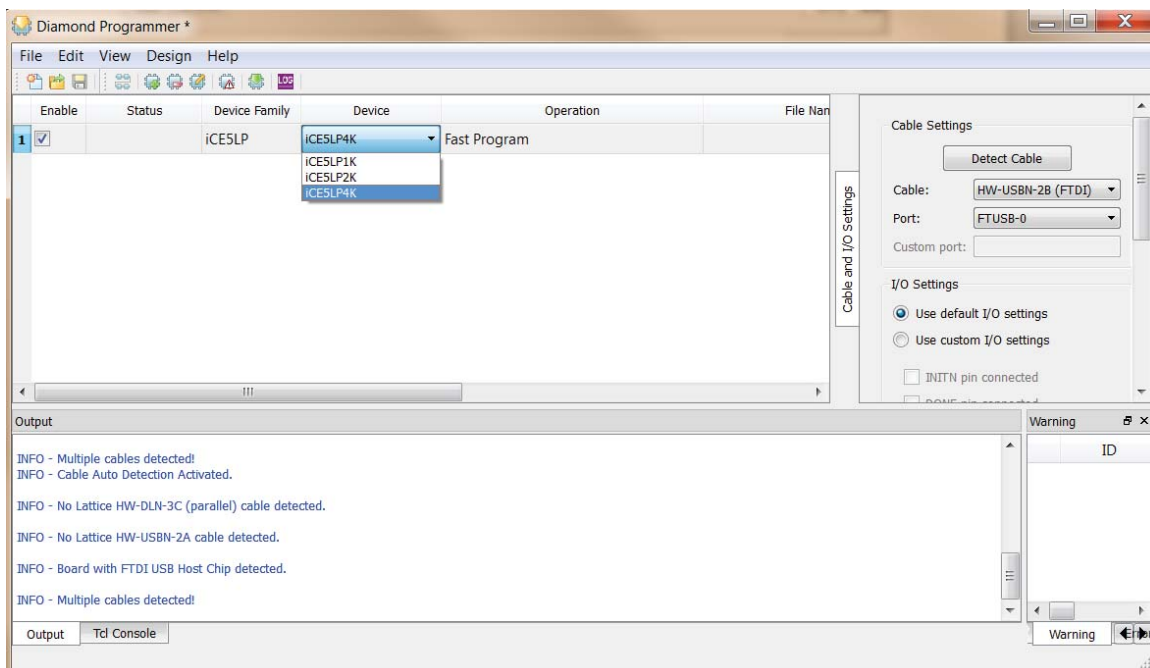 Diamond Programmer *
File Edit View Design Help
LOG
Enable Status Device Family Device Operation File Nan
1 iCE5LP iCE5LP4K Fast Program
iCE5LP1K
iCE5LP2K
iCE5LP4K
Cable and I/O Settings
Cable Settings
Detect Cable
Cable: HW-USBN-2B (FTDI)
Port: FTUSB-0
Custom port:
I/O Settings
Use default I/O settings
Use custom I/O settings
INITN pin connected
DONE pin connected
Output
INFO - Multiple cables detected!
INFO - Cable Auto Detection Activated.
INFO - No Lattice HW-DLN-3C (parallel) cable detected.
INFO - No Lattice HW-USBN-2A cable detected.
INFO - Board with FTDI USB Host Chip detected.
INFO - Multiple cables detected!
Output Tcl Console
Warning
ID
Warning